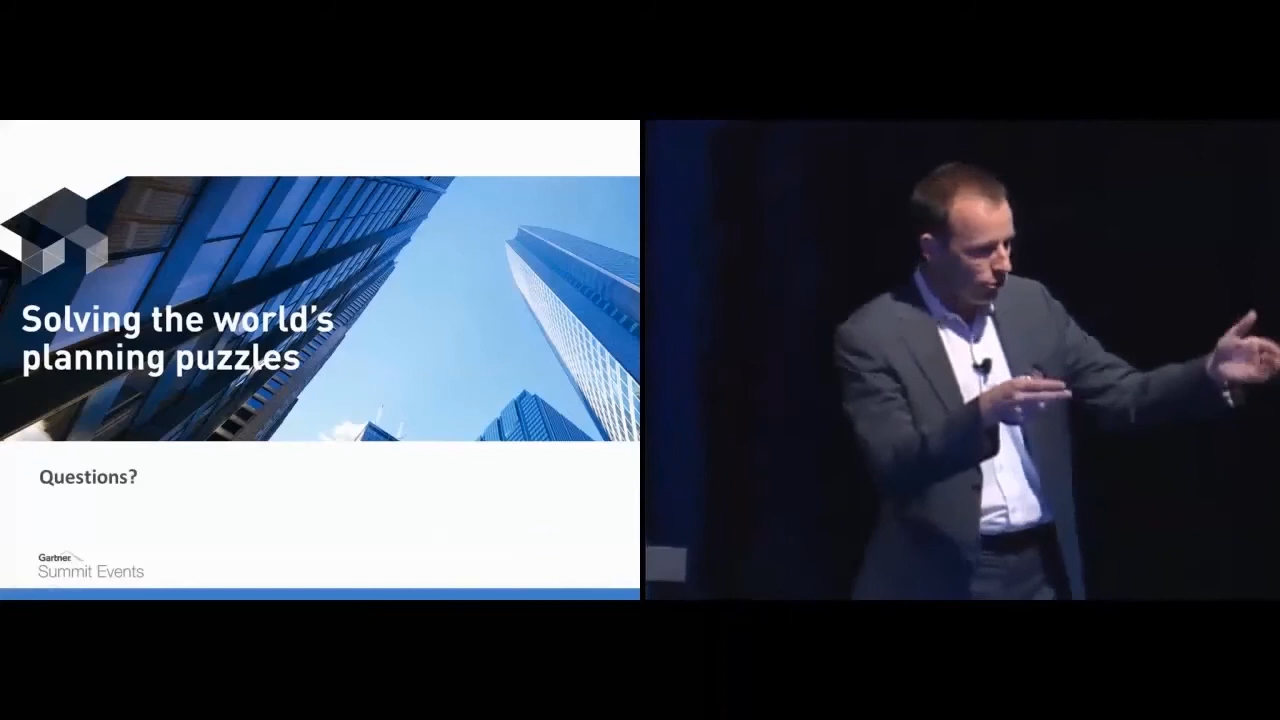 Solving the world's
planning puzzles
Questions?
Gartner
Summit Events